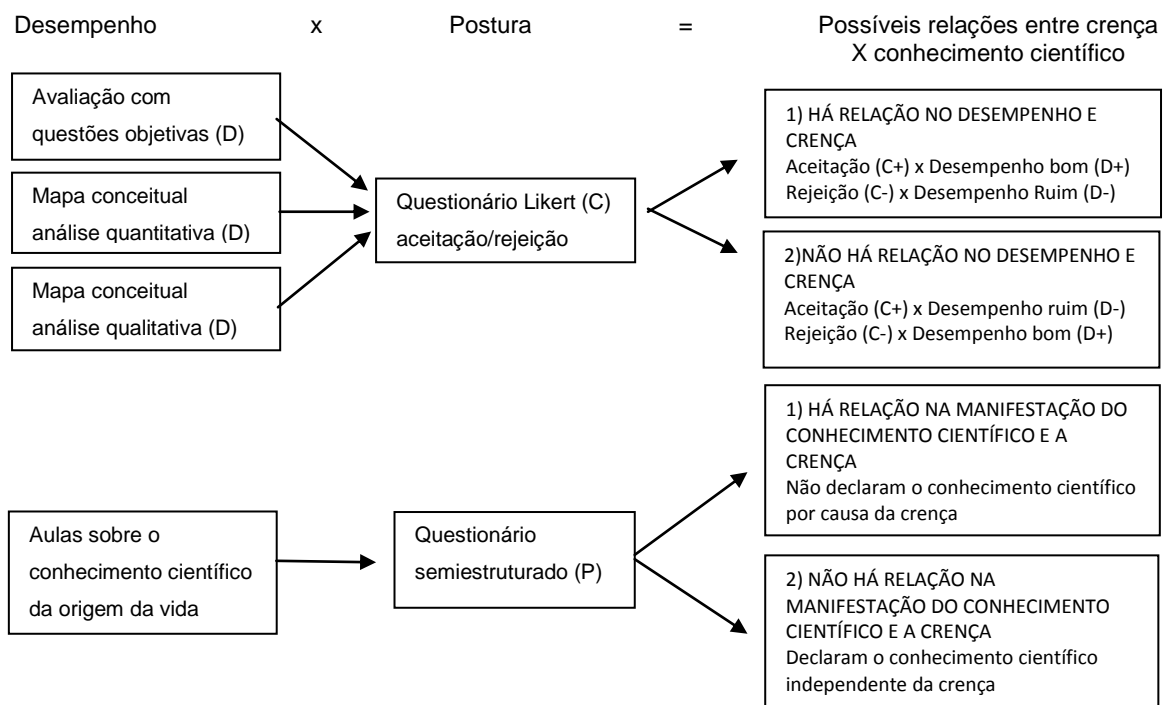 Desempenho x Postura = Possíveis relações entre crença
X conhecimento científico
Avaliação com
questões objetivas (D)
Mapa conceitual
análise quantitativa (D)
Mapa conceitual
análise qualitativa (D)
Questionário Likert (C)
aceitação/rejeição
1) HÁ RELAÇÃO NO DESEMPENHO E
CRENÇA
Aceitação (C+) x Desempenho bom (D+)
Rejeição (C-) x Desempenho Ruim (D-)
2)NÃO HÁ RELAÇÃO NO DESEMPENHO E
CRENÇA
Aceitação (C+) x Desempenho ruim (D-)
Rejeição (C-) x Desempenho bom (D+)
Aulas sobre o
conhecimento científico
da origem da vida
Questionário
semiestruturado (P)
1) HÁ RELAÇÃO NA MANIFESTAÇÃO DO
CONHECIMENTO CIENTÍFICO E A
CRENÇA
Não declaram o conhecimento científico
por causa da crença
2) NÃO HÁ RELAÇÃO NA
MANIFESTAÇÃO DO CONHECIMENTO
CIENTÍFICO E A CRENÇA
Declaram o conhecimento científico
independente da crença